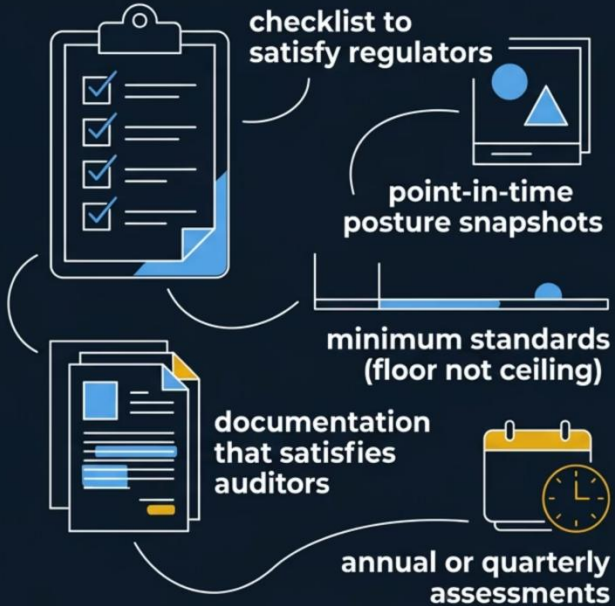 checklist to
satisfy regulators
point-in-time
posture snapshots
minimum standards
(floor not ceiling)
documentation
that satisfies
auditors
annual or quarterly
assessments